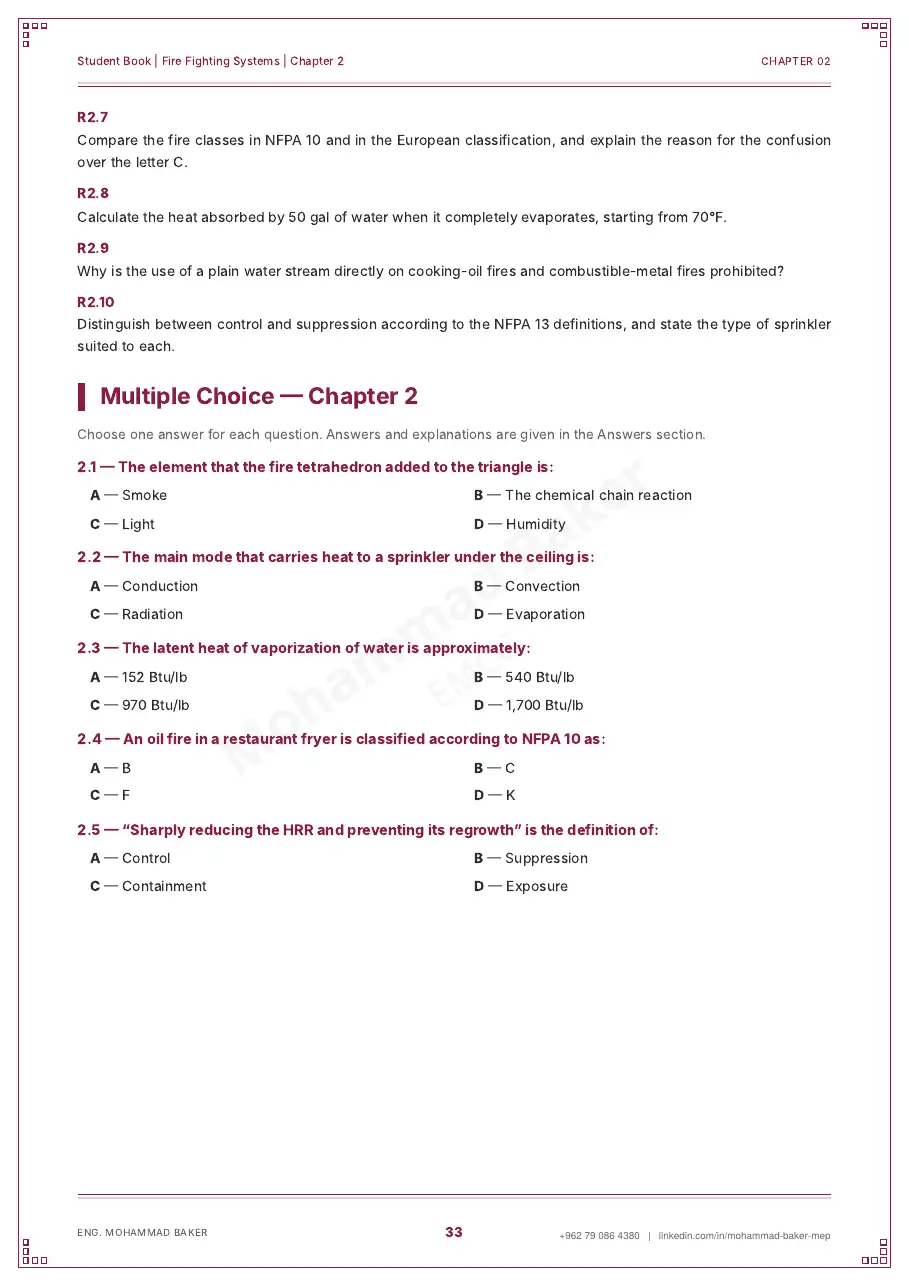 Student Book | Fire Fighting Systems | Chapter 2
CHAPTER 02
R2.7
Compare the fire classes in NFPA 10 and in the European classification, and explain the reason for the confusion
over the letter C.
R2.8
Calculate the heat absorbed by 50 gal of water when it completely evaporates, starting from 70°F.
R2.9
Why is the use of a plain water stream directly on cooking-oil fires and combustible-metal fires prohibited?
R2.10
Distinguish between control and suppression according to the NFPA 13 definitions, and state the type of sprinkler
suited to each.
Multiple Choice — Chapter 2
Choose one answer for each question. Answers and explanations are given in the Answers section.
2.1 — The element that the fire tetrahedron added to the triangle is:
A — Smoke
B — The chemical chain reaction
C — Light
D — Humidity
2.2 — The main mode that carries heat to a sprinkler under the ceiling is:
A — Conduction
B — Convection
C — Radiation
D — Evaporation
2.3 — The latent heat of vaporization of water is approximately:
A — 152 Btu/lb
B — 540 Btu/lb
C — 970 Btu/lb
D — 1,700 Btu/lb
2.4 — An oil fire in a restaurant fryer is classified according to NFPA 10 as:
A — B
B — C
C — F
D — K
2.5 — “Sharply reducing the HRR and preventing its regrowth” is the definition of:
A — Control
B — Suppression
C — Containment
D — Exposure
Mohammad Baker
ENG. MOHAMMAD BAKER
33
+962 79 086 4380 | linkedin.com/in/mohammad-baker-mep